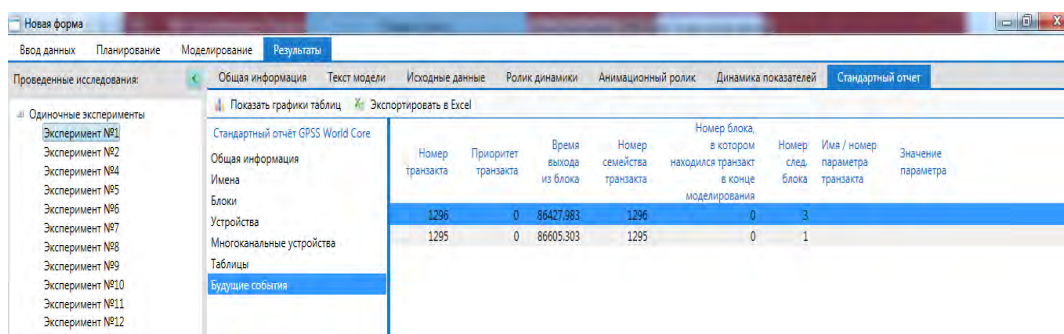 Новая форма
Ввод данных Планирование Моделирование Результаты
Проведенные исследования:
Общая информация Текст модели Исходные данные Ролик динамики Анимационный ролик Динамика показателей Стандартный отчет
Показать графики таблиц Экспортировать в Excel
Одиночные эксперименты
Эксперимент №1
Эксперимент №2
Эксперимент №4
Эксперимент №5
Эксперимент №6
Эксперимент №7
Эксперимент №8
Эксперимент №9
Эксперимент №10
Эксперимент №11
Эксперимент №12
Стандартный отчёт GPSS World Core
Общая информация
Имена
Блоки
Устройства
Многоканальные устройства
Таблицы
Будущие события
Номер транзакта
Приоритет транзакта
Время выхода из блока
Номер семейства транзакта
Номер блока, в котором находился транзакт в конце моделирования
Номер след. блока
Имя / номер параметра транзакта
Значение параметра
1296 0 86427.983 1296 0 3
1295 0 86605.303 1295 0 1